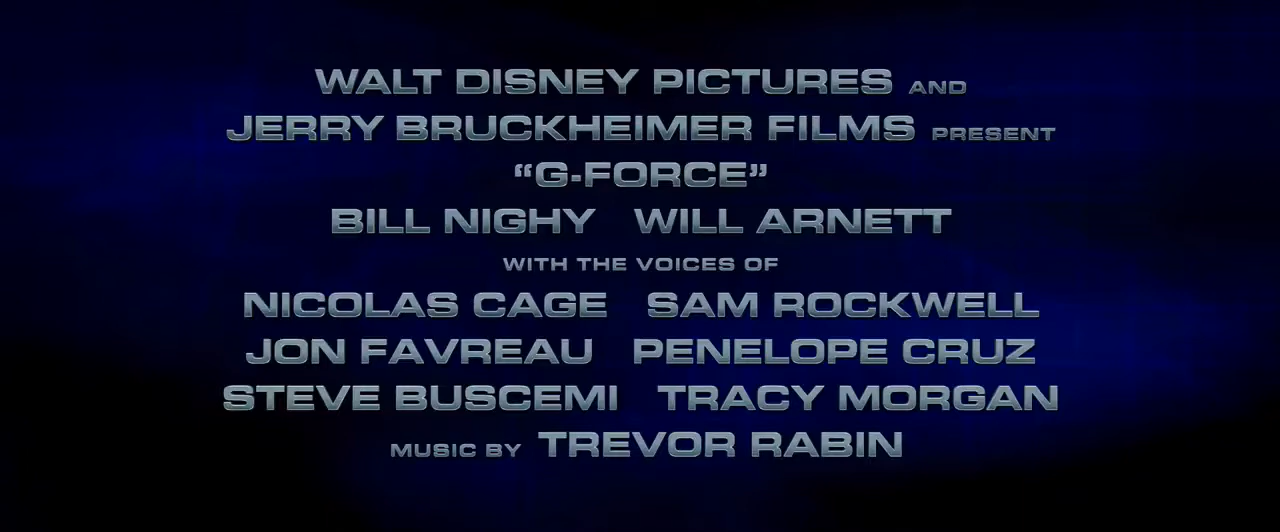 WALT DISNEY PICTURES AND
JERRY BRUCKHEIMER FILMS PRESENT
“G-FORCE”
BILL NIGHY WILL ARNETT
WITH THE VOICES OF
NICOLAS CAGE SAM ROCKWELL
JON FAVREAU PENELOPE CRUZ
STEVE BUSCEMI TRACY MORGAN
MUSIC BY TREVOR RABIN